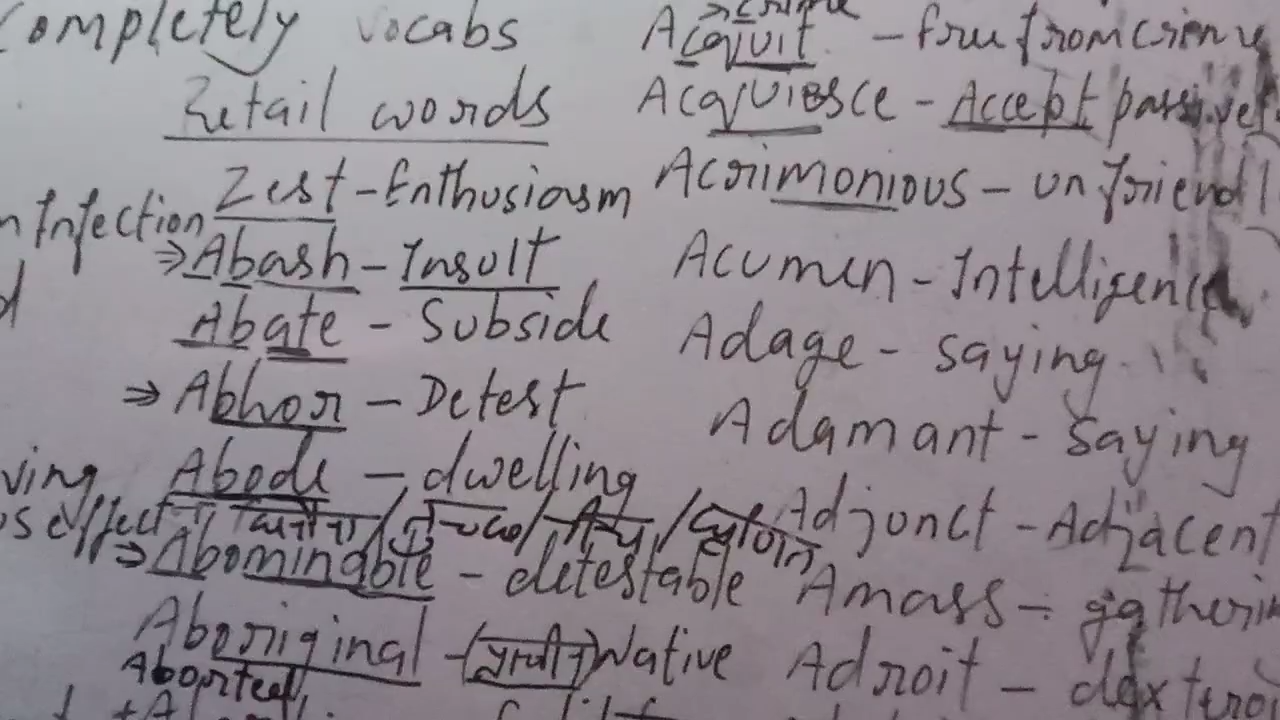 Completely vocabs
Retail words
Zest - Enthusiasm
Infection
⇒ Abash - Insult
Abate - Subside
⇒ Abhor - Detest
Abode - dwelling
effect
⇒ Abominable - detestable
Aboriginal - Native
Aborted
Acquit - free from
Acquiesce - Accept
Acrimonious - unfriendl
Acumen - Intelligence
Adage - saying
Adamant - saying
Adjunct - Adjacent
Amass - gatherin
Adroit - dexteroi